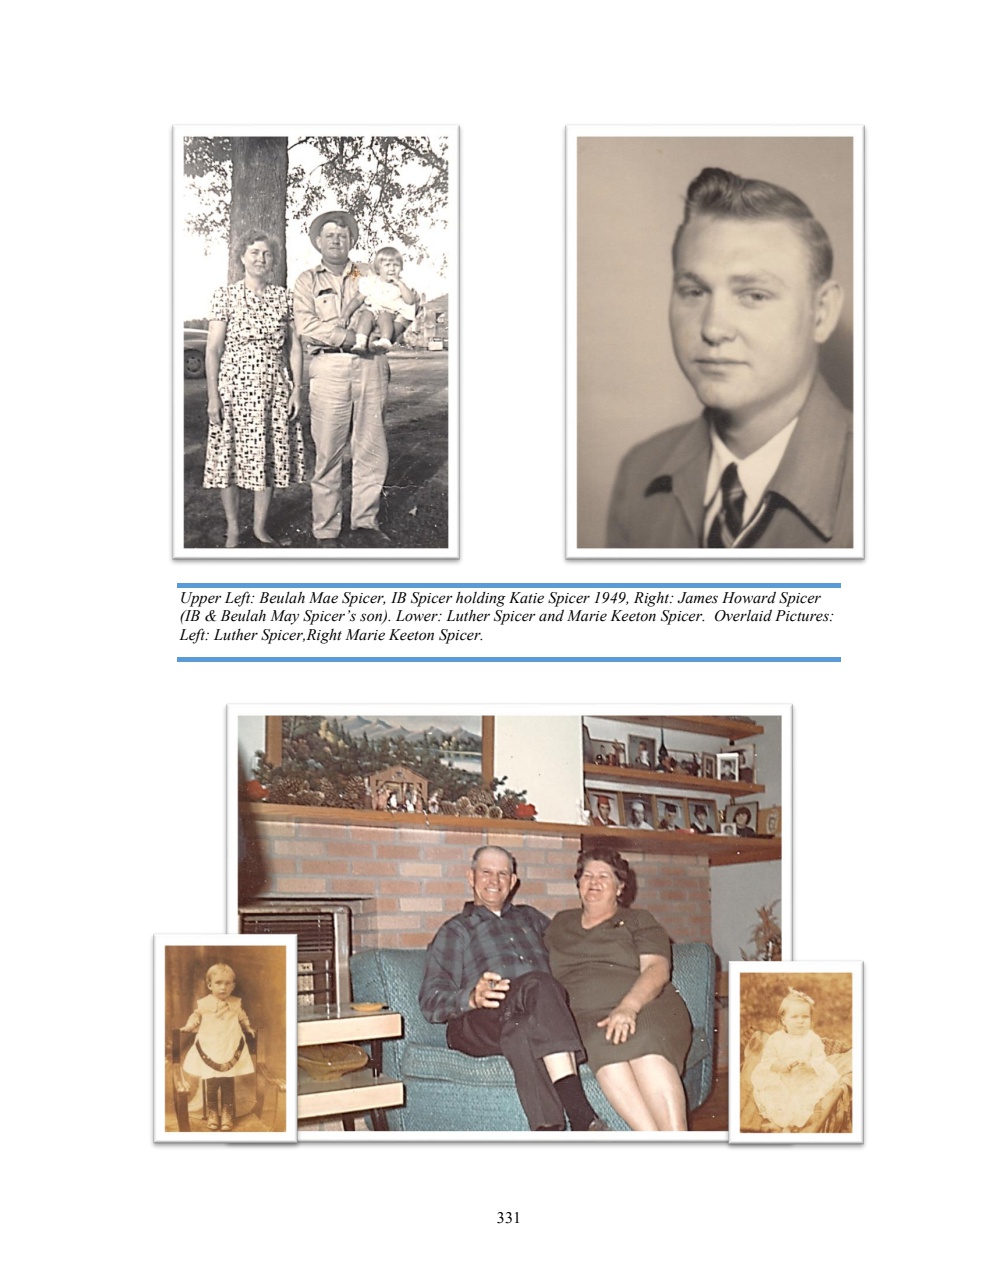 Upper Left: Beulah Mae Spicer, IB Spicer holding Katie Spicer 1949, Right: James Howard Spicer
(IB & Beulah May Spicer’s son). Lower: Luther Spicer and Marie Keeton Spicer.  Overlaid Pictures:
Left: Luther Spicer,Right Marie Keeton Spicer.
331